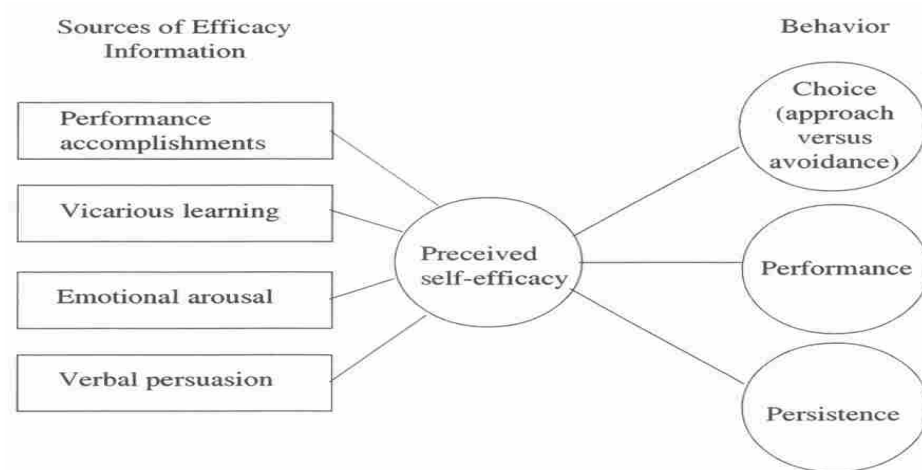 Sources of Efficacy
Information
Performance
accomplishments
Vicarious learning
Emotional arousal
Verbal persuasion
Preceived
self-efficacy
Behavior
Choice
(approach
versus
avoidance)
Performance
Persistence